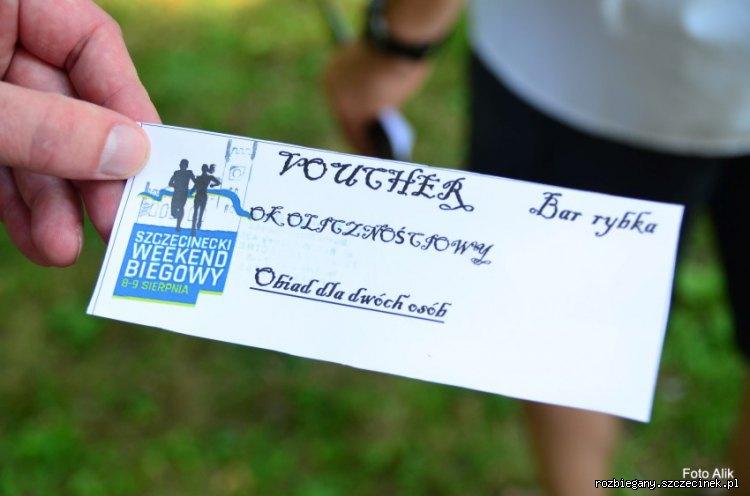 VOUCHER
Bar rybka
OKOLICZNOŚCIOWY
Obiad dla dwóch osób
SZCZECINECKI
WEEKEND
BIEGOWY
8-9 SIERPNIA
Foto Alik
rozbiegany.szczecinek.pl